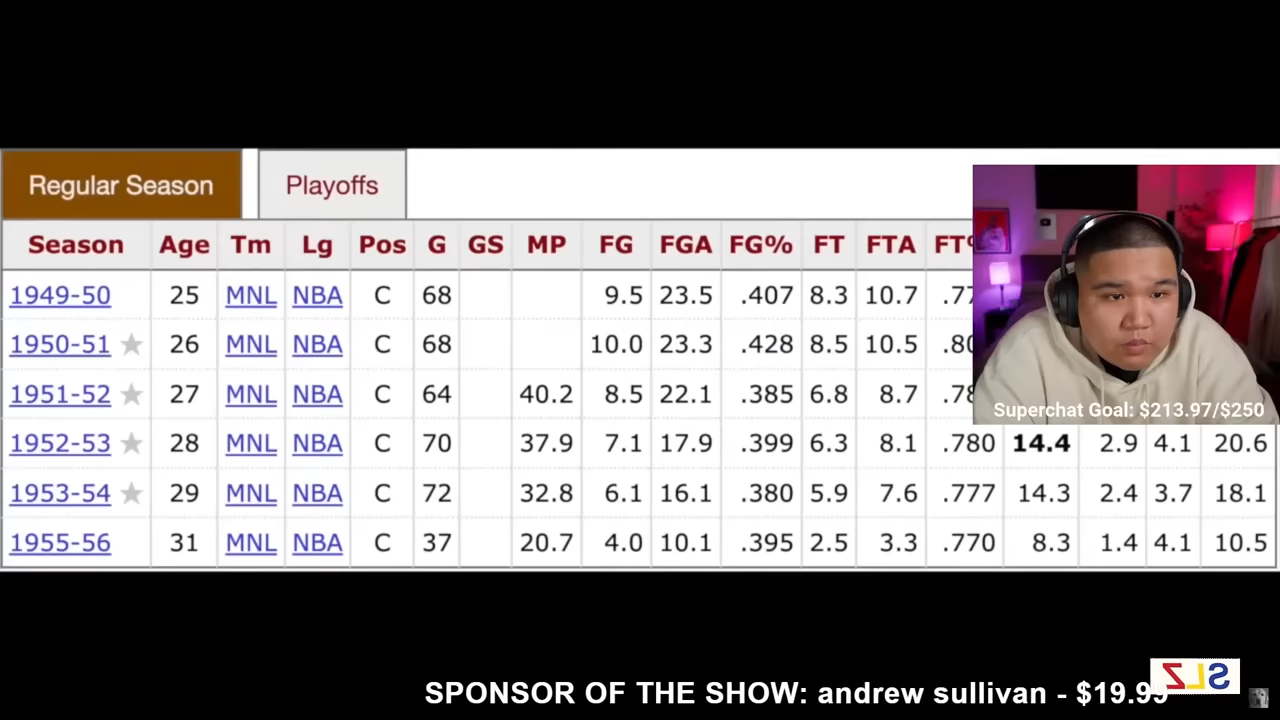 Regular Season Playoffs
Season Age Tm Lg Pos G GS MP FG FGA FG% FT FTA
1949-50 25 MNL NBA C 68 9.5 23.5 .407 8.3 10.7
1950-51 ★ 26 MNL NBA C 68 10.0 23.3 .428 8.5 10.5
1951-52 ★ 27 MNL NBA C 64 40.2 8.5 22.1 .385 6.8 8.7
Superchat Goal: $213.97/$250
1952-53 ★ 28 MNL NBA C 70 37.9 7.1 17.9 .399 6.3 8.1 .780 14.4 2.9 4.1 20.6
1953-54 ★ 29 MNL NBA C 72 32.8 6.1 16.1 .380 5.9 7.6 .777 14.3 2.4 3.7 18.1
1955-56 31 MNL NBA C 37 20.7 4.0 10.1 .395 2.5 3.3 .770 8.3 1.4 4.1 10.5
SLZ
SPONSOR OF THE SHOW: andrew sullivan - $19.99